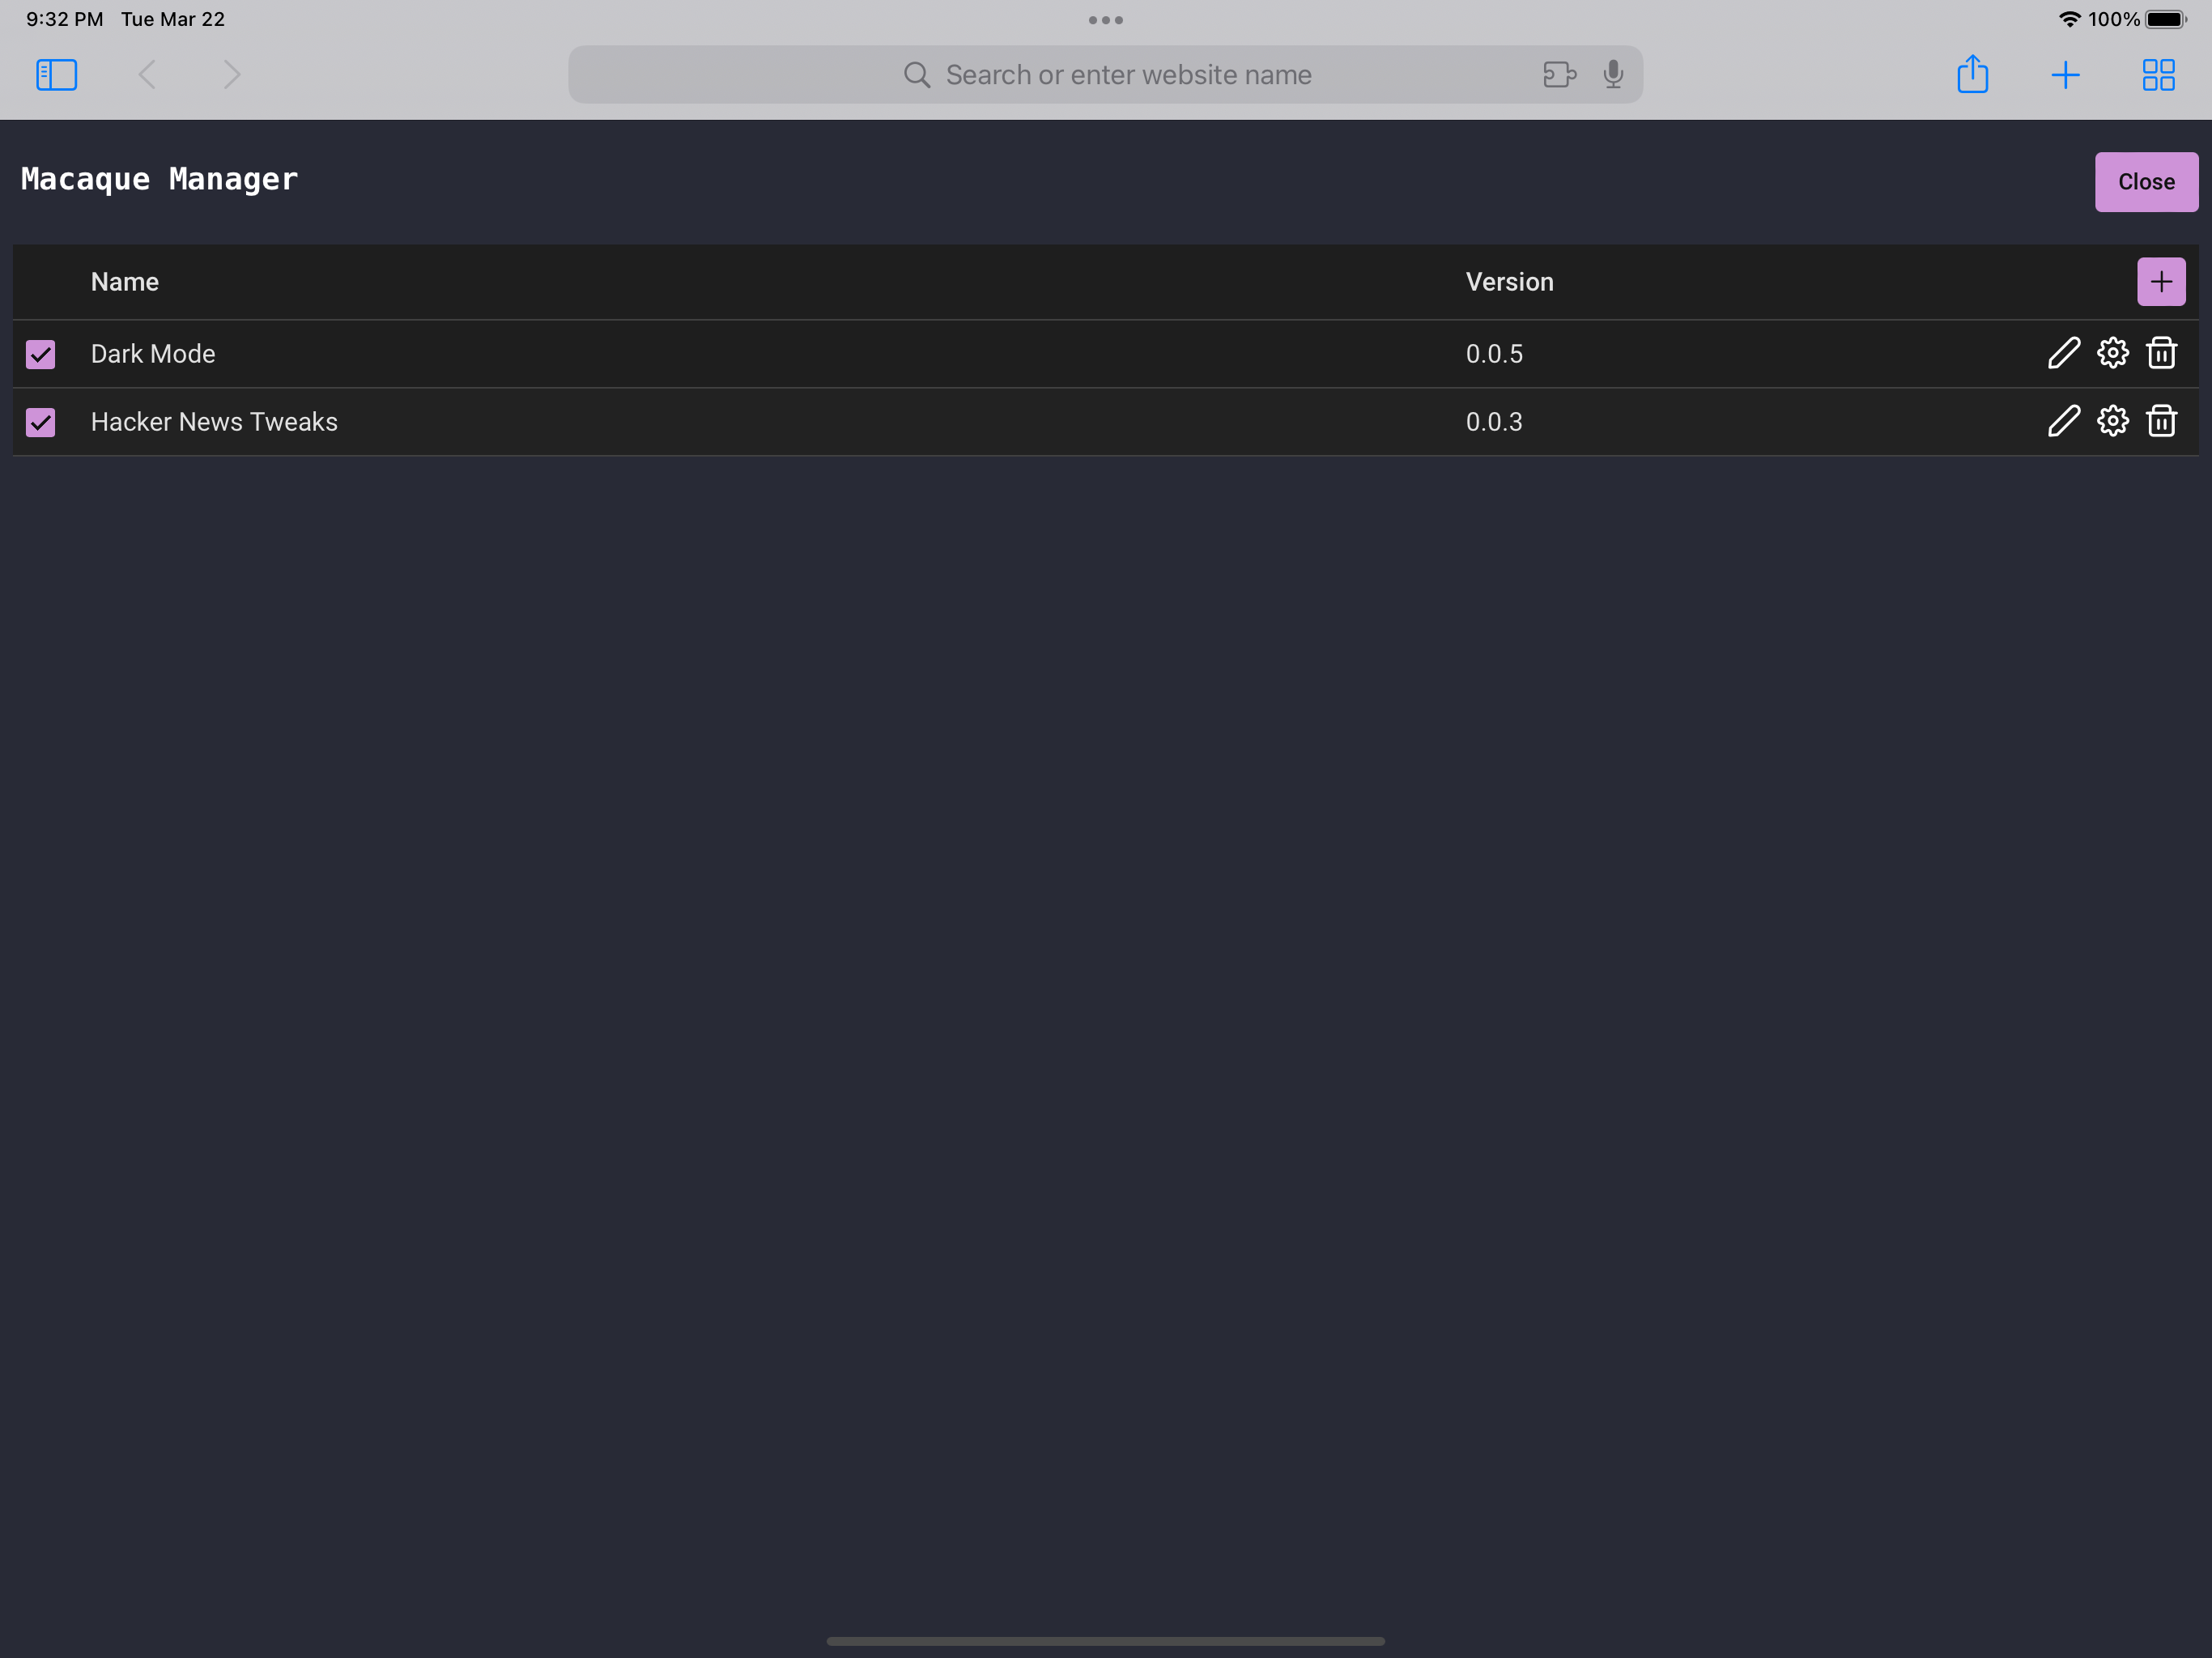 9:32 PM Tue Mar 22
100%
Search or enter website name
Macaque Manager
Close
Name Version
Dark Mode 0.0.5
Hacker News Tweaks 0.0.3